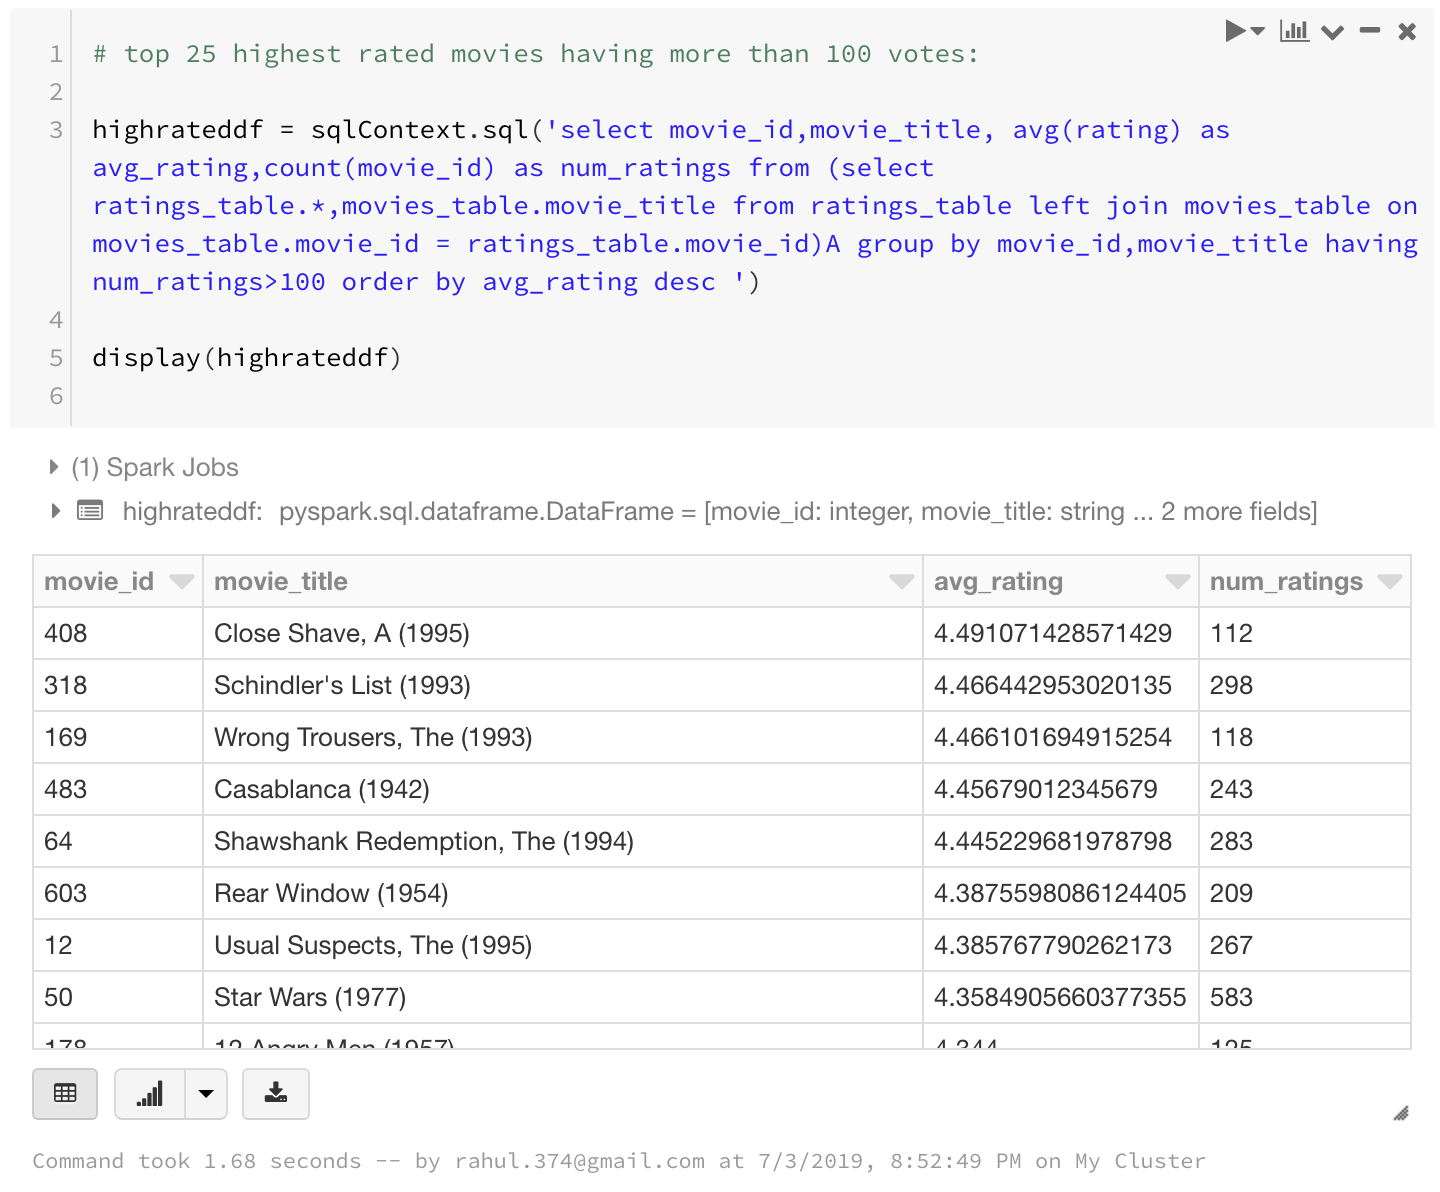 1 # top 25 highest rated movies having more than 100 votes:
2
3 highrateddf = sqlContext.sql('select movie_id,movie_title, avg(rating) as
avg_rating,count(movie_id) as num_ratings from (select
ratings_table.*,movies_table.movie_title from ratings_table left join movies_table on
movies_table.movie_id = ratings_table.movie_id)A group by movie_id,movie_title having
num_ratings>100 order by avg_rating desc ')
4
5 display(highrateddf)
6
(1) Spark Jobs
highrateddf: pyspark.sql.dataframe.DataFrame = [movie_id: integer, movie_title: string ... 2 more fields]
movie_id movie_title avg_rating num_ratings
408 Close Shave, A (1995) 4.491071428571429 112
318 Schindler's List (1993) 4.466442953020135 298
169 Wrong Trousers, The (1993) 4.466101694915254 118
483 Casablanca (1942) 4.45679012345679 243
64 Shawshank Redemption, The (1994) 4.445229681978798 283
603 Rear Window (1954) 4.3875598086124405 209
12 Usual Suspects, The (1995) 4.385767790262173 267
50 Star Wars (1977) 4.3584905660377355 583
178 12 Angry Men (1957) 4.344 125
Command took 1.68 seconds -- by rahul.374@gmail.com at 7/3/2019, 8:52:49 PM on My Cluster